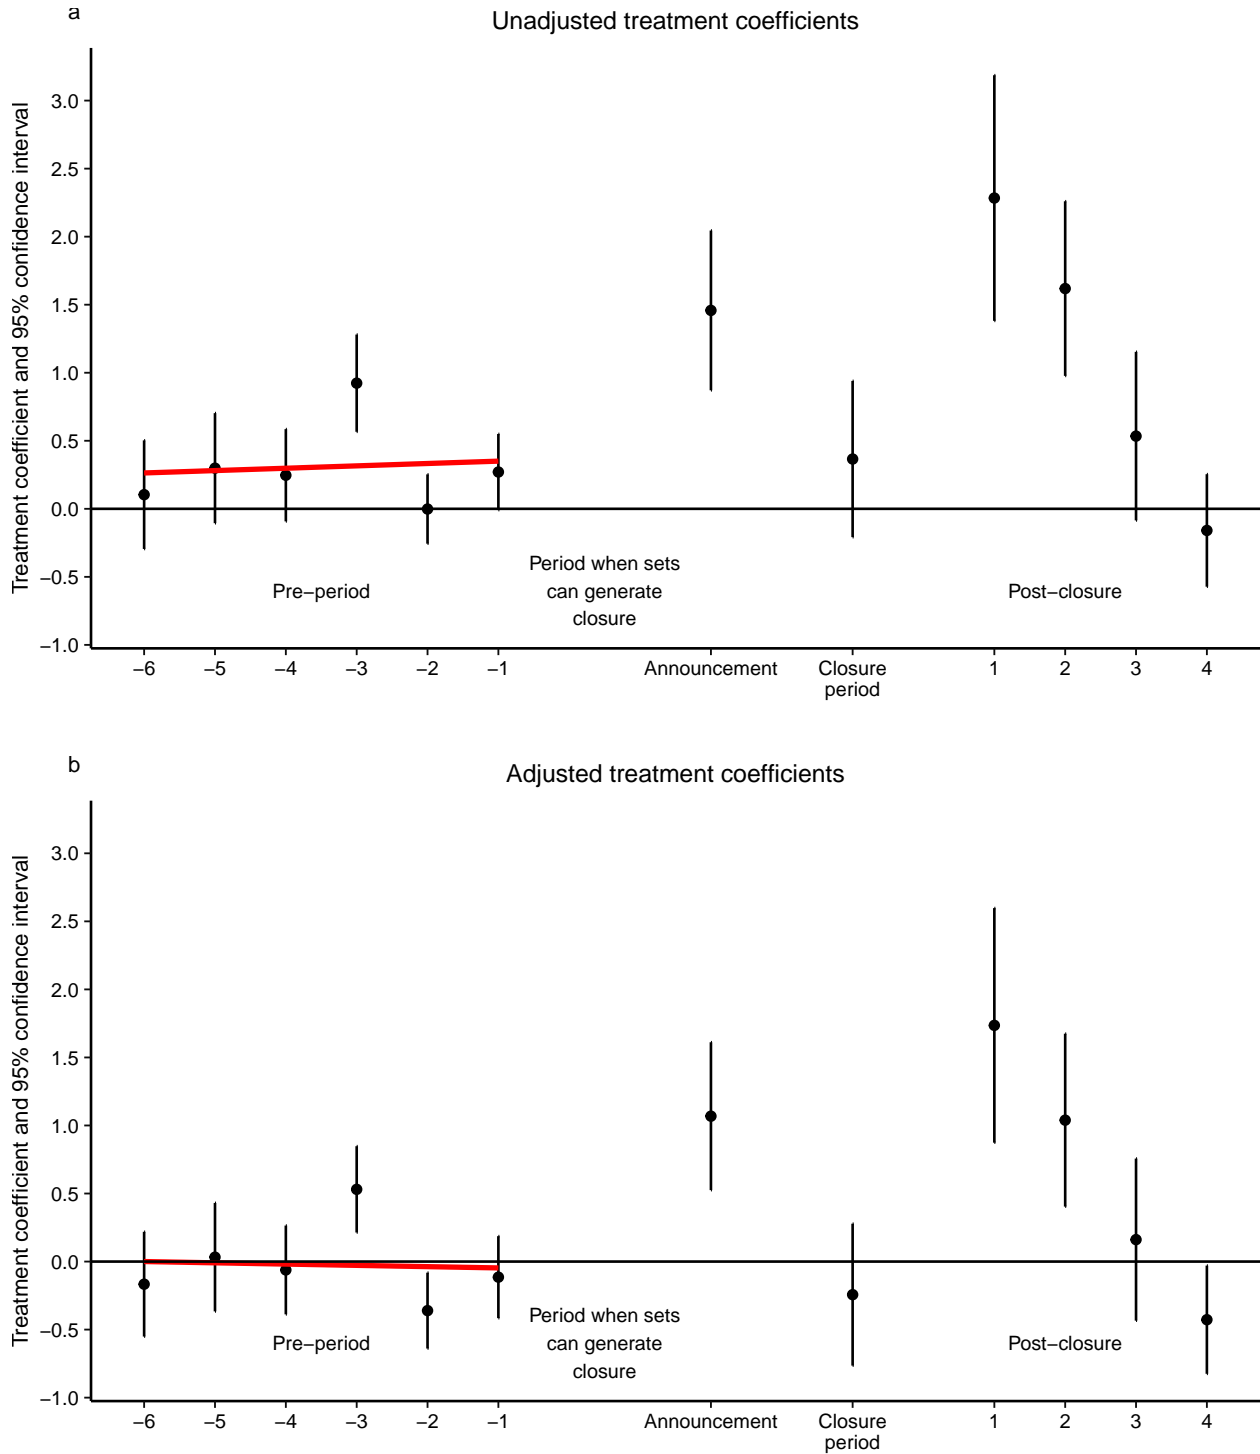 a
Unadjusted treatment coefficients
Treatment coefficient and 95% confidence interval
3.0
2.5
2.0
1.5
1.0
0.5
0.0
−0.5
−1.0
Pre−period
Period when sets
can generate
closure
Post−closure
−6 −5 −4 −3 −2 −1 Announcement Closure 1 2 3 4
period
b
Adjusted treatment coefficients
Treatment coefficient and 95% confidence interval
3.0
2.5
2.0
1.5
1.0
0.5
0.0
−0.5
−1.0
Pre−period
Period when sets
can generate
closure
Post−closure
−6 −5 −4 −3 −2 −1 Announcement Closure 1 2 3 4
period